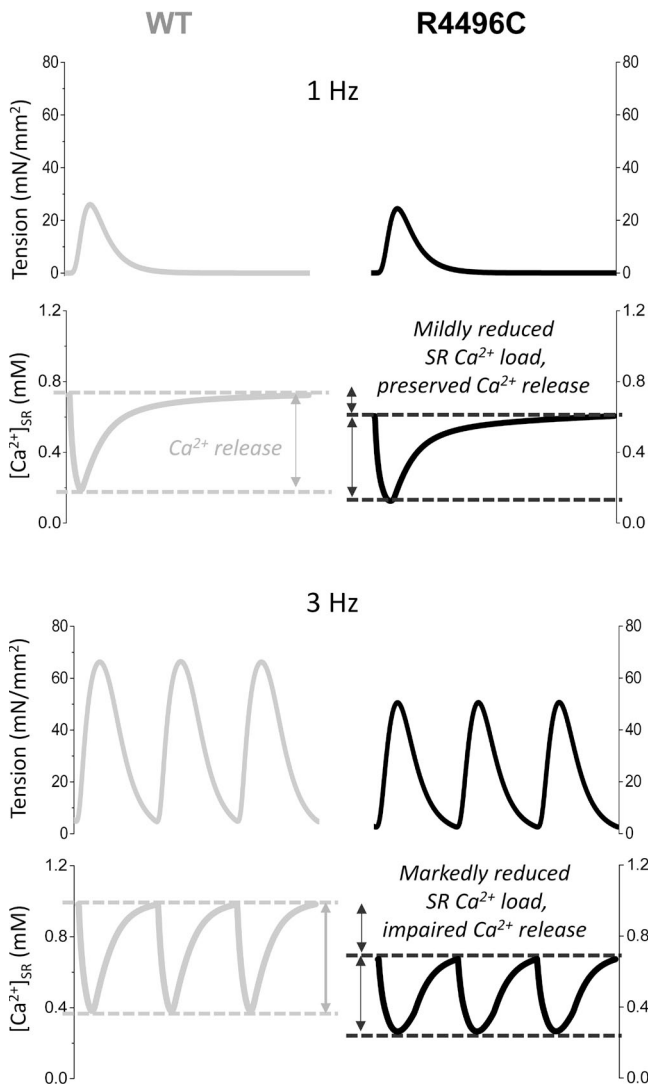 WT R4496C
1 Hz
Tension (mN/mm²)
80 80
60 60
40 40
20 20
0 0
[Ca²⁺]SR (mM)
1.2 1.2
0.8 0.8
0.4 0.4
0.0 0.0
Ca²⁺ release
Mildly reduced
SR Ca²⁺ load,
preserved Ca²⁺ release
3 Hz
Tension (mN/mm²)
80 80
60 60
40 40
20 20
0 0
[Ca²⁺]SR (mM)
1.2 1.2
0.8 0.8
0.4 0.4
0.0 0.0
Markedly reduced
SR Ca²⁺ load,
impaired Ca²⁺ release